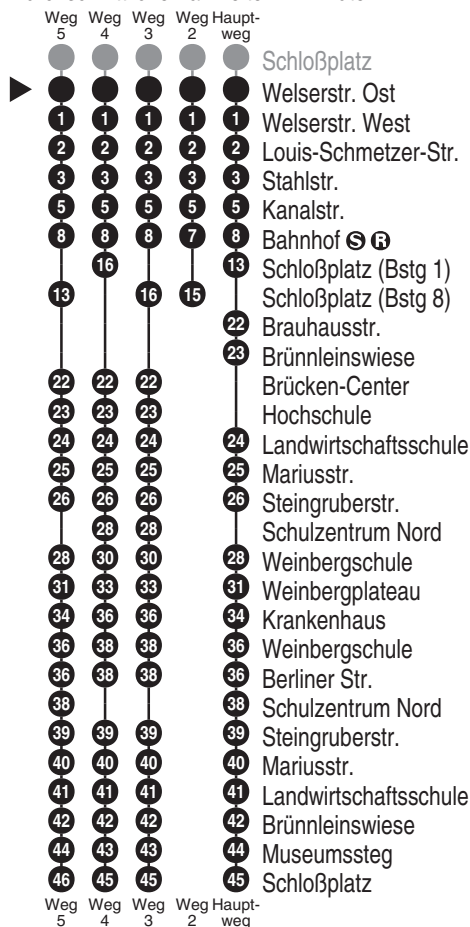 Weg Weg Weg Weg Haupt-
5 4 3 2 weg
Schloßplatz
Welserstr. Ost
1 1 1 1 1 Welserstr. West
2 2 2 2 2 Louis-Schmetzer-Str.
3 3 3 3 3 Stahlstr.
5 5 5 5 5 Kanalstr.
8 8 8 7 8 Bahnhof S R
16 13 Schloßplatz (Bstg 1)
13 16 15 Schloßplatz (Bstg 8)
22 Brauhausstr.
23 Brünnleinswiese
22 22 22 Brücken-Center
23 23 23 Hochschule
24 24 24 24 Landwirtschaftsschule
25 25 25 25 Mariusstr.
26 26 26 26 Steingruberstr.
28 28 Schulzentrum Nord
28 30 30 28 Weinbergschule
31 33 33 31 Weinbergplateau
34 36 36 34 Krankenhaus
36 38 38 36 Weinbergschule
36 38 38 36 Berliner Str.
38 38 Schulzentrum Nord
39 39 39 39 Steingruberstr.
40 40 40 40 Mariusstr.
41 41 41 41 Landwirtschaftsschule
42 42 42 42 Brünnleinswiese
44 43 43 44 Museumssteg
46 45 45 45 Schloßplatz
Weg Weg Weg Weg Haupt-
5 4 3 2 weg